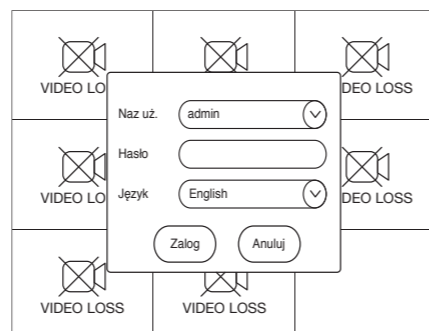 VIDEO LO
DEO LOSS
Naz uż. admin
Hasło
VIDEO LO
DEO LOSS
Język English
Zalog Anuluj
VIDEO LOSS VIDEO LOSS